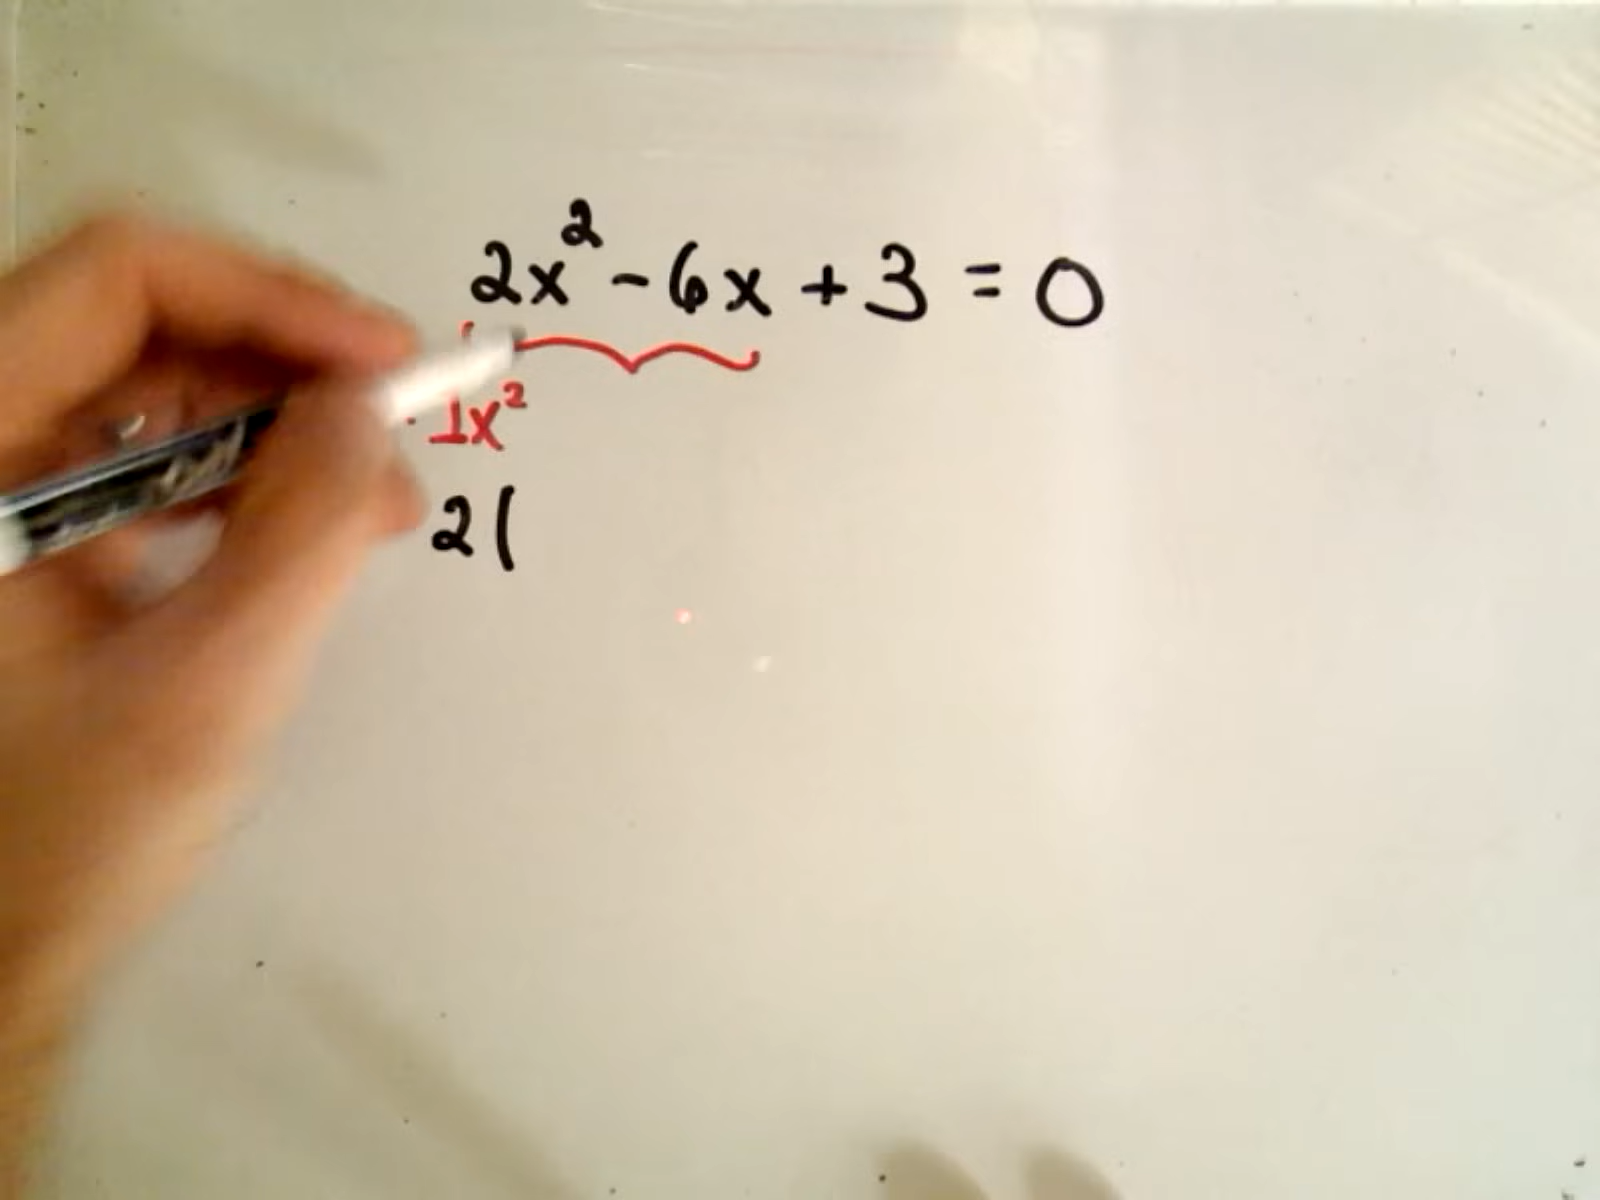 2x² - 6x + 3 = 0
1x²
2(